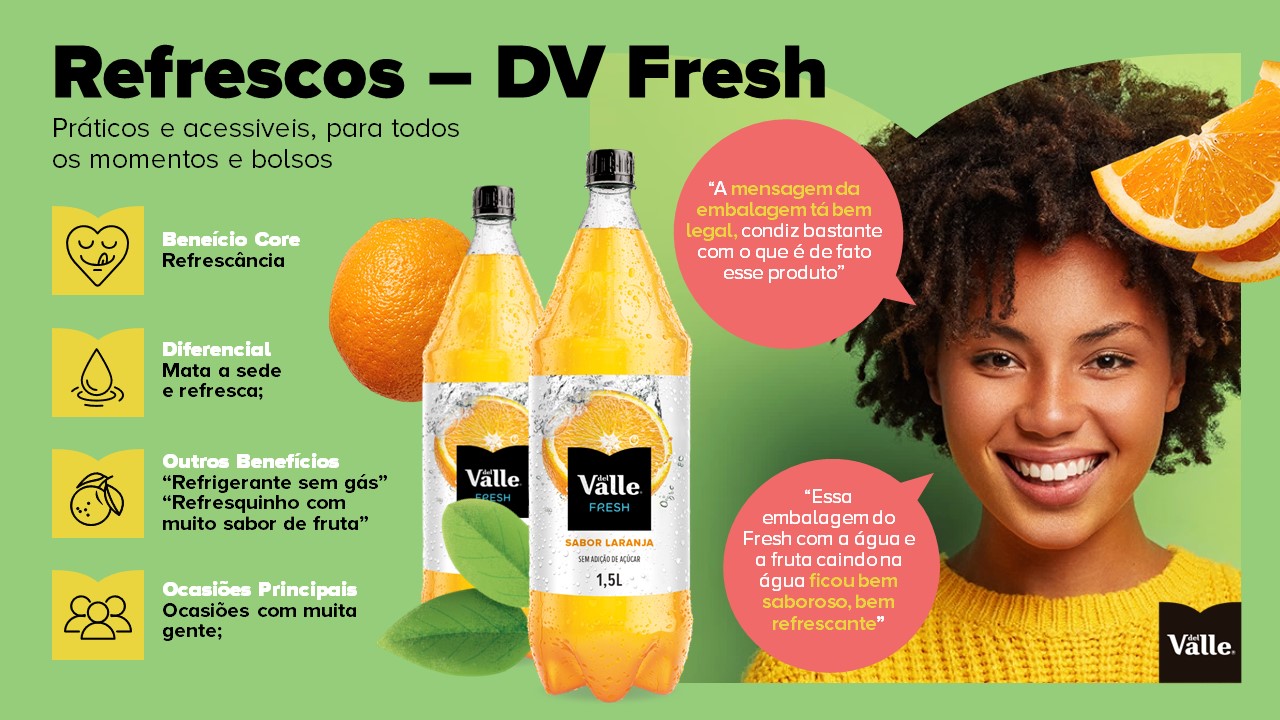 Refrescos – DV Fresh
Práticos e acessiveis, para todos
os momentos e bolsos
Beneício Core
Refrescância
Diferencial
Mata a sede
e refresca;
Outros Benefícios
“Refrigerante sem gás”
“Refresquinho com
muito sabor de fruta”
Ocasiões Principais
Ocasiões com muita
gente;
del
Valle
FRESH
del
Valle
FRESH
SABOR LARANJA
SEM ADIÇÃO DE AÇÚCAR
1,5L
“A mensagem da
embalagem tá bem
legal, condiz bastante
com o que é de fato
esse produto”
“Essa
embalagem do
Fresh com a água e
a fruta caindo na
água ficou bem
saboroso, bem
refrescante”
del
Valle